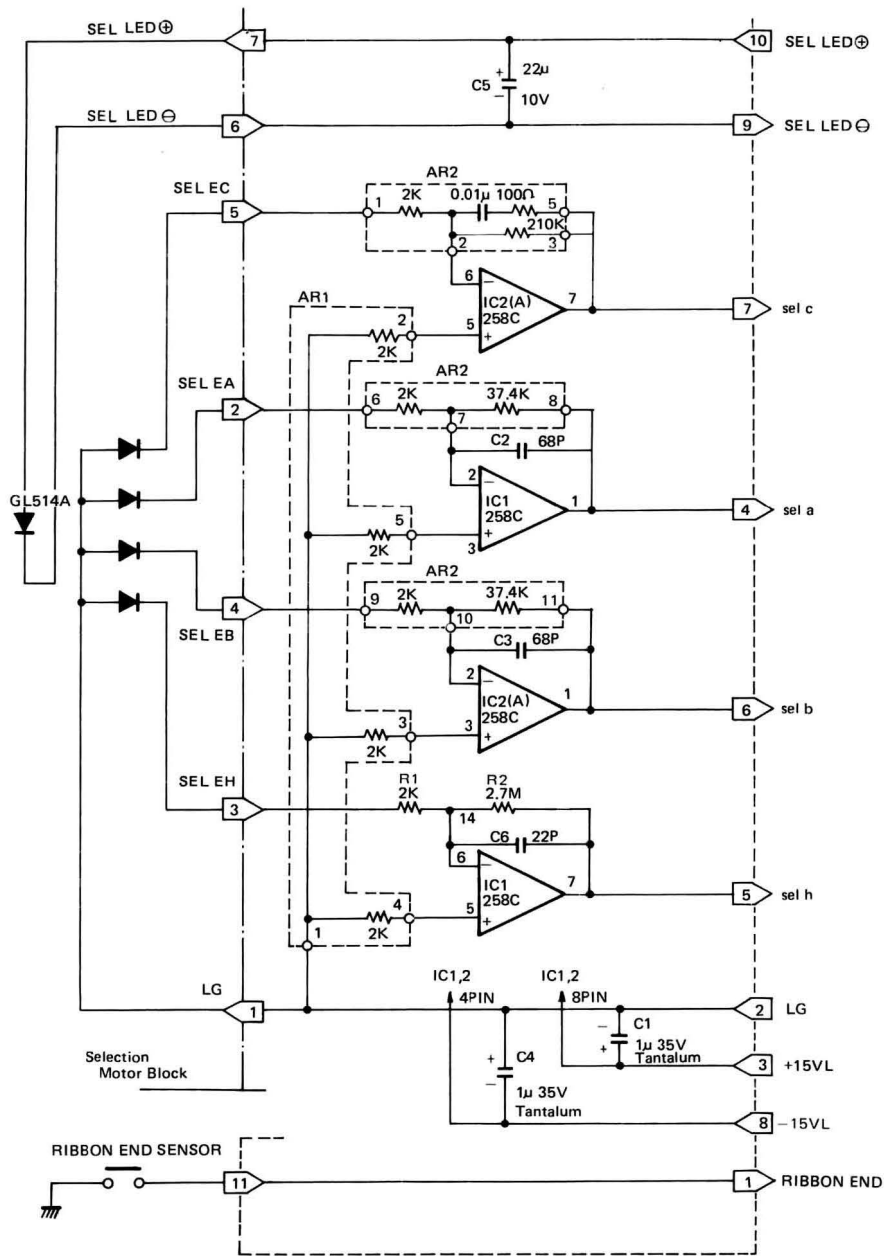 SEL LED⊕ 7 10 SEL LED⊕
+ 22μ
C5
− 10V
SEL LED⊖ 6 9 SEL LED⊖
AR2
SEL EC 2K 0.01μ 100Ω
5 1 5
210K
2 3
6 −
IC2(A) 7 7 sel c
258C
AR1
2 5 +
2K
AR2
SEL EA 2K 37.4K
2 6 8
7
C2 68P
2 −
GL514A
IC1 1 4 sel a
258C
5 +
2K 3
AR2
2K 37.4K
4 9 11
10
SEL EB
C3 68P
2 −
1
IC2(A) 6 sel b
258C
3 3 +
2K
SEL EH R1 R2
2K 2.7M
3 14
C6 22P
6 −
IC1 7 5 sel h
258C
4 5 +
1 2K
IC1,2 IC1,2
LG 4PIN 8PIN
1 2 LG
− C1
+ 1μ 35V
Tantalum
Selection
Motor Block
+ C4
− 1μ 35V
Tantalum
3 +15VL
8 −15VL
RIBBON END SENSOR
11 1 RIBBON END